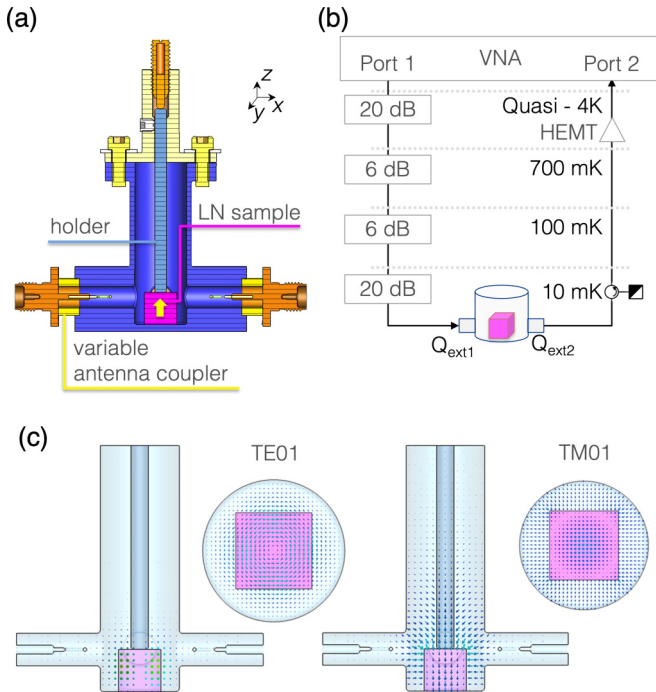 (a)
z
y x
LN sample
holder
variable
antenna coupler
(b)
Port 1 VNA Port 2
20 dB Quasi - 4K
HEMT
6 dB 700 mK
6 dB 100 mK
20 dB 10 mK
Qext1 Qext2
(c)
TE01 TM01